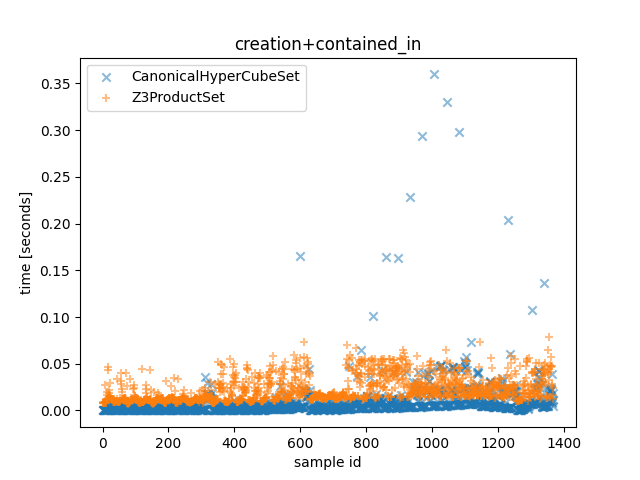 creation+contained_in
CanonicalHyperCubeSet
Z3ProductSet
time [seconds]
0.35
0.30
0.25
0.20
0.15
0.10
0.05
0.00
0 200 400 600 800 1000 1200 1400
sample id